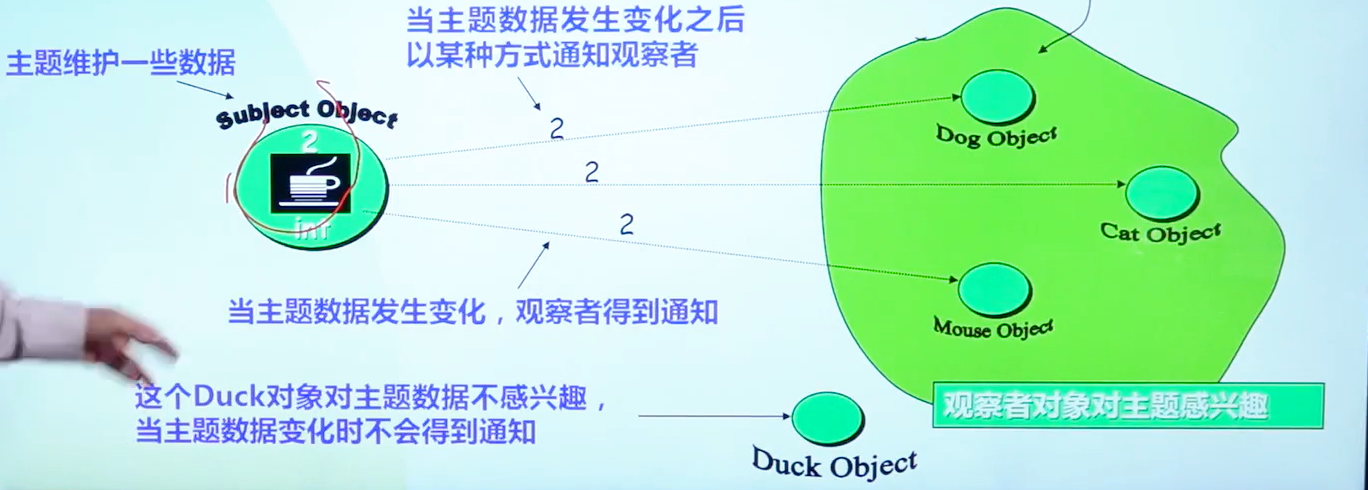 当主题数据发生变化之后
以某种方式通知观察者
主题维护一些数据
Subject Object
2
int
2
2
2
Dog Object
Cat Object
Mouse Object
当主题数据发生变化，观察者得到通知
这个Duck对象对主题数据不感兴趣，
当主题数据变化时不会得到通知
观察者对象对主题感兴趣
Duck Object